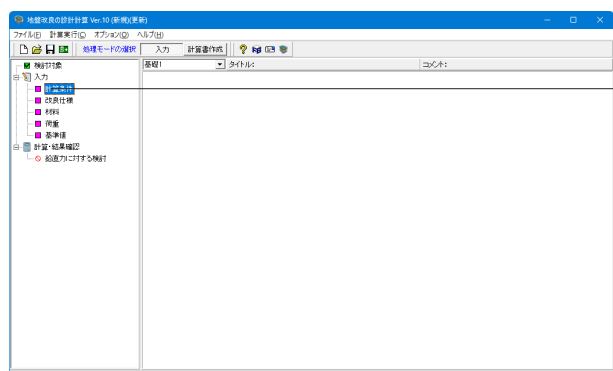 地盤改良の設計計算 Ver.10 (新規)(更新)
ファイル(F) 計算実行(C) オプション(O) ヘルプ(H)
処理モードの選択 入力 計算書作成
検討対象
入力
計算条件
改良仕様
材料
荷重
基準値
計算・結果確認
鉛直力に対する検討
基礎1 タイトル: コメント: